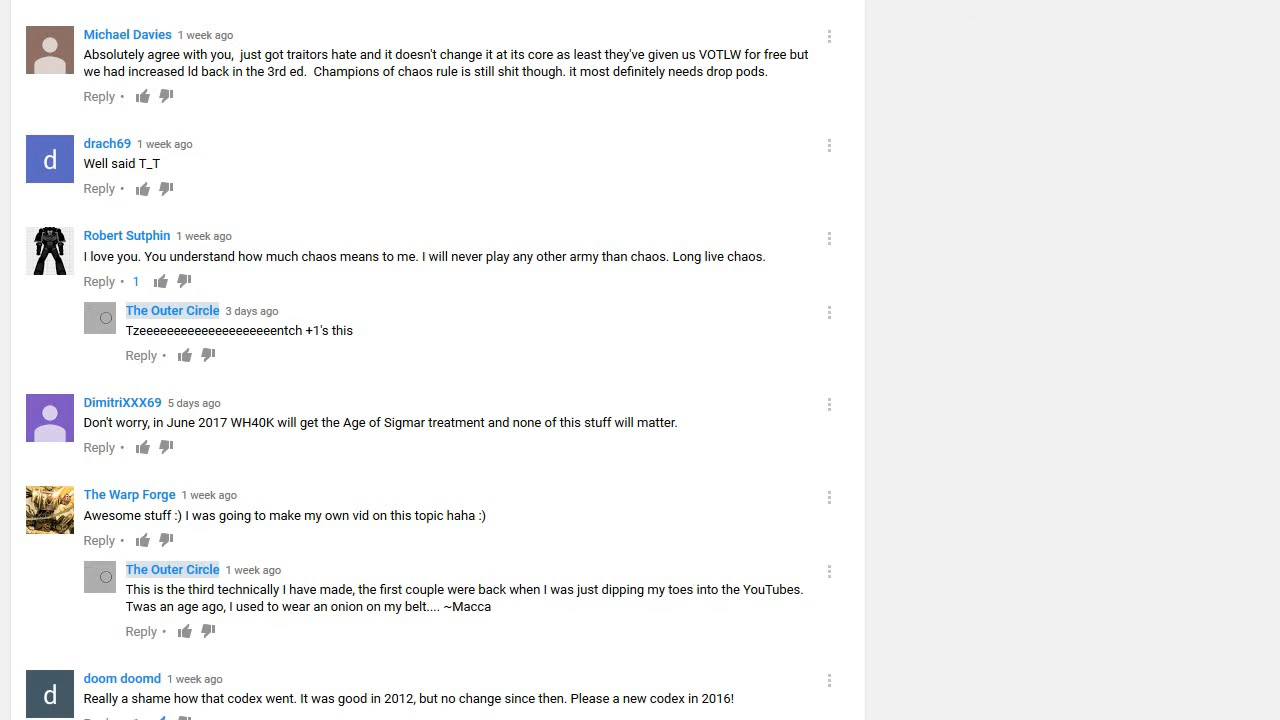 Michael Davies 1 week ago
Absolutely agree with you,  just got traitors hate and it doesn't change it at its core as least they've given us VOTLW for free but
we had increased ld back in the 3rd ed.  Champions of chaos rule is still shit though. it most definitely needs drop pods.
Reply •
d
drach69 1 week ago
Well said T_T
Reply •
Robert Sutphin 1 week ago
I love you. You understand how much chaos means to me. I will never play any other army than chaos. Long live chaos.
Reply • 1
The Outer Circle 3 days ago
Tzeeeeeeeeeeeeeeeeeeeentch +1's this
Reply •
DimitriXXX69 5 days ago
Don't worry, in June 2017 WH40K will get the Age of Sigmar treatment and none of this stuff will matter.
Reply •
The Warp Forge 1 week ago
Awesome stuff :) I was going to make my own vid on this topic haha :)
Reply •
The Outer Circle 1 week ago
This is the third technically I have made, the first couple were back when I was just dipping my toes into the YouTubes.
Twas an age ago, I used to wear an onion on my belt.... ~Macca
Reply •
d
doom doomd 1 week ago
Really a shame how that codex went. It was good in 2012, but no change since then. Please a new codex in 2016!